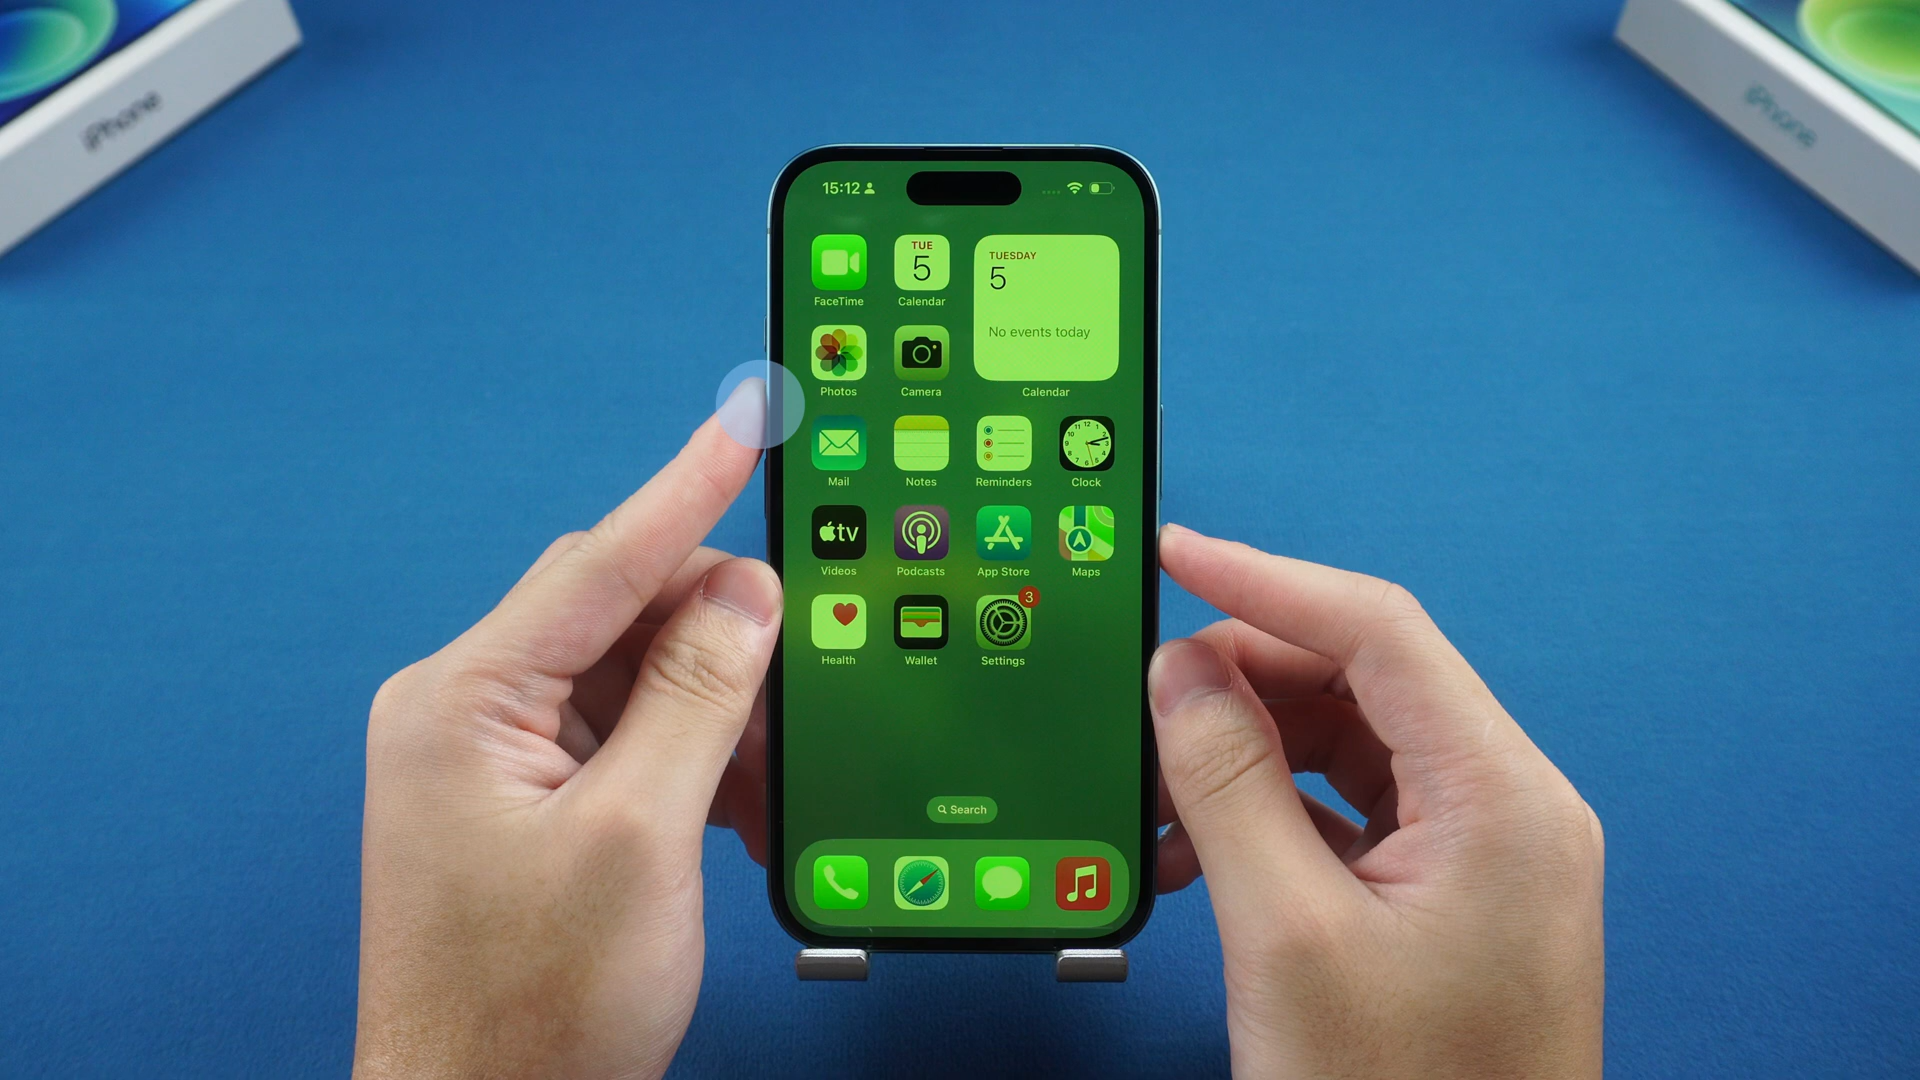 iPhone
iPhone
15:12
TUE
5
TUESDAY
5
No events today
FaceTime
Calendar
Photos
Camera
Calendar
Mail
Notes
Reminders
Clock
tv
Videos
Podcasts
App Store
Maps
3
Health
Wallet
Settings
Search